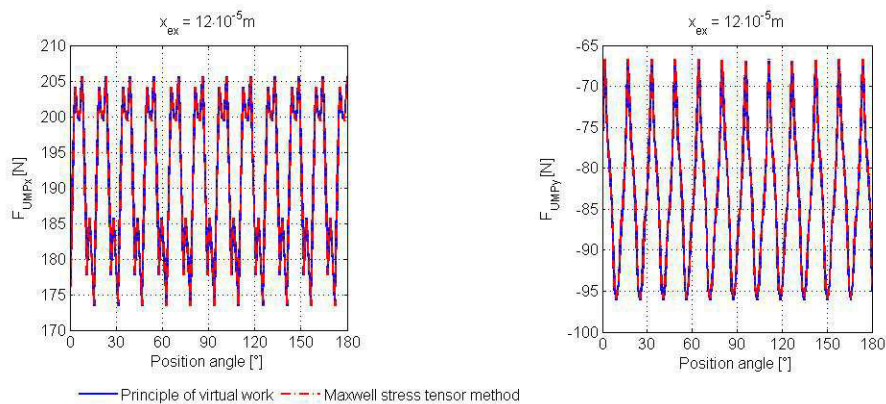 x_ex = 12·10^-5m
210
205
200
195
190
185
180
175
170
F_UMPx [N]
0 30 60 90 120 150 180
Position angle [°]
x_ex = 12·10^-5m
-65
-70
-75
-80
-85
-90
-95
-100
F_UMPy [N]
0 30 60 90 120 150 180
Position angle [°]
Principle of virtual work Maxwell stress tensor method